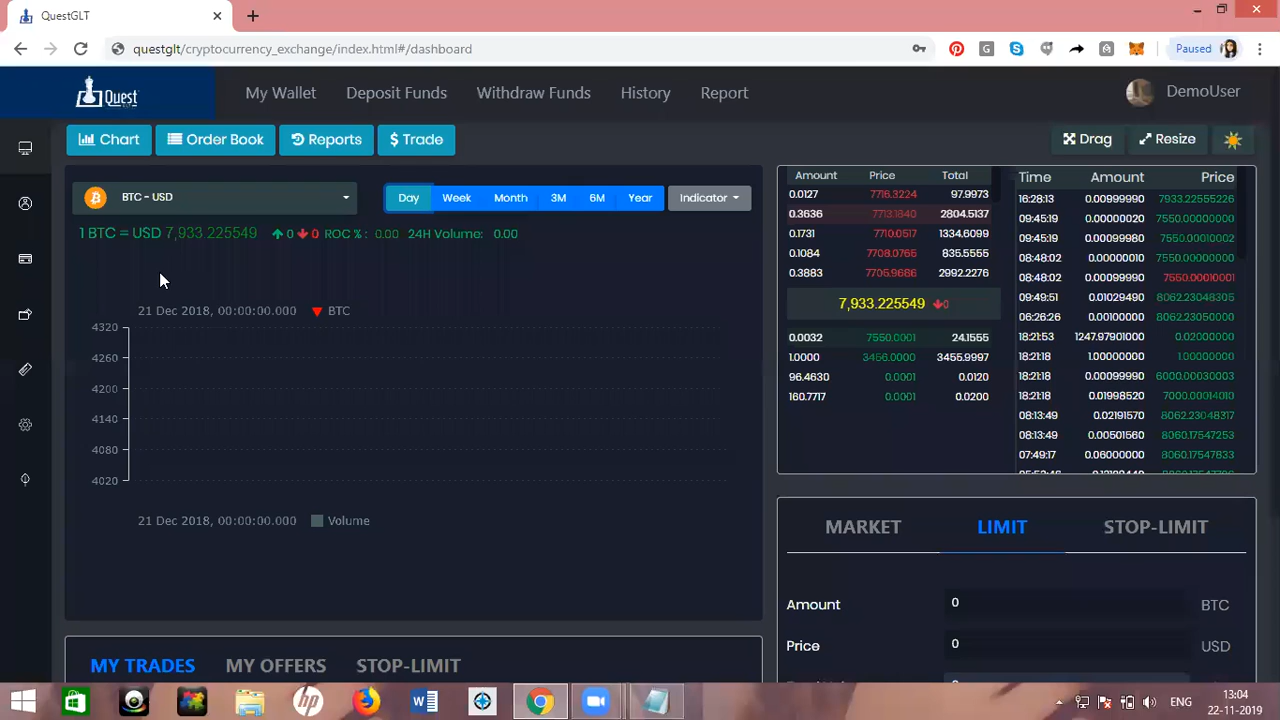 QuestGLT
questglt/cryptocurrency_exchange/index.html#/dashboard
Paused
Quest
My Wallet Deposit Funds Withdraw Funds History Report DemoUser
Chart Order Book Reports $ Trade Drag Resize
BTC - USD Day Week Month 3M 6M Year Indicator
1 BTC = USD 7,933.225549 0 0 ROC % : 0.00 24H Volume: 0.00
21 Dec 2018, 00:00:00.000 BTC
4320
4260
4200
4140
4080
4020
21 Dec 2018, 00:00:00.000 Volume
Amount Price Total
0.0127 7716.3224 97.9973
0.3636 7713.1840 2804.5137
0.1731 7710.0517 1334.6099
0.1084 7708.0765 835.5555
0.3883 7705.9686 2992.2276
7,933.225549 0
0.0032 7550.0001 24.1555
1.0000 3456.0000 3455.9997
96.4630 0.0001 0.0120
160.7717 0.0001 0.0200
Time Amount Price
16:28:13 0.00099990 7933.22555226
09:45:19 0.00000020 7550.00000000
09:45:19 0.00099980 7550.00010002
08:48:02 0.00000010 7550.00000000
08:48:02 0.00099990 7550.00010001
09:49:51 0.01029490 8062.23048305
06:26:26 0.00100000 8062.23050000
18:21:53 1247.97901000 0.02000000
18:21:18 1.00000000 1.00000000
18:21:18 0.00099990 6000.00030003
18:21:18 0.01998520 7000.00014010
08:13:49 0.02191570 8062.23048317
08:13:49 0.00501560 8060.17547253
07:49:17 0.06000000 8060.17547833
MARKET LIMIT STOP-LIMIT
Amount 0 BTC
Price 0 USD
MY TRADES MY OFFERS STOP-LIMIT
ENG
13:04
22-11-2019